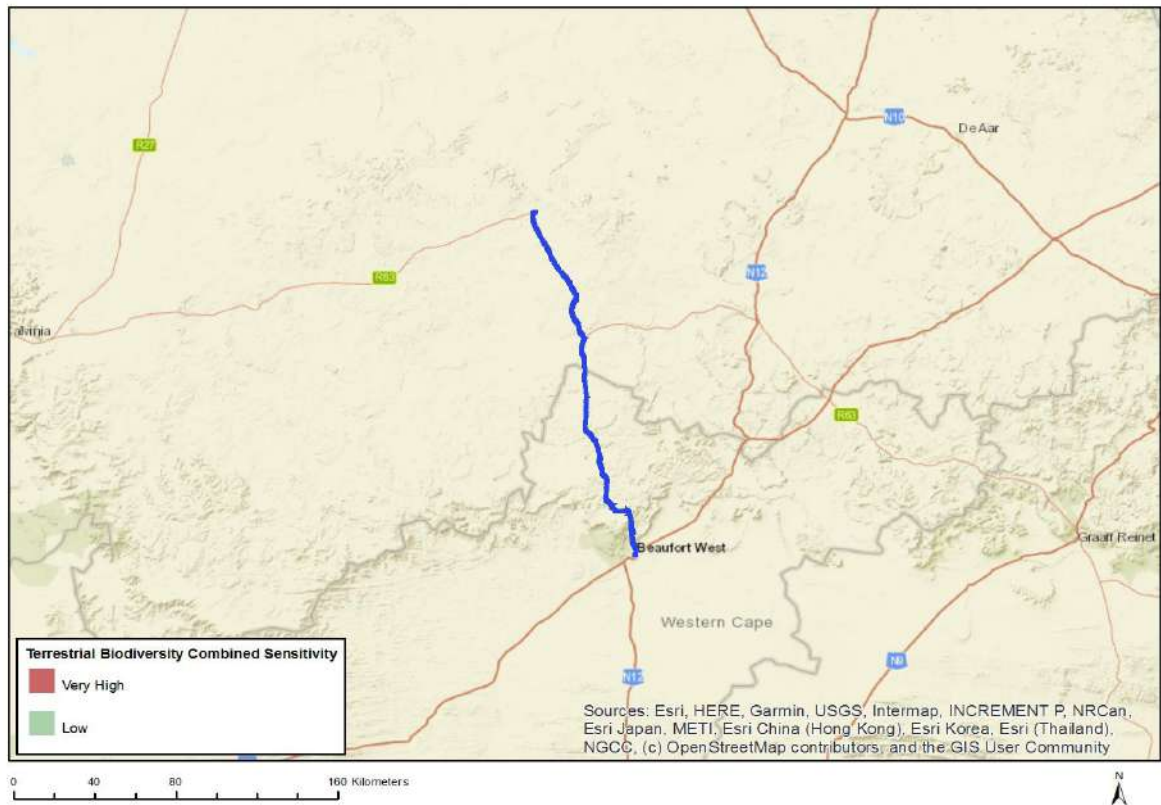 N10
De Aar
R27
R63
N12
alvinia
R63
Beaufort West
Graaff Reinet
Western Cape
N9
N12
Terrestrial Biodiversity Combined Sensitivity
Very High
Low
Sources: Esri, HERE, Garmin, USGS, Intermap, INCREMENT P, NRCan,
Esri Japan, METI, Esri China (Hong Kong), Esri Korea, Esri (Thailand),
NGCC, (c) OpenStreetMap contributors, and the GIS User Community
0 40 80 160 Kilometers
N